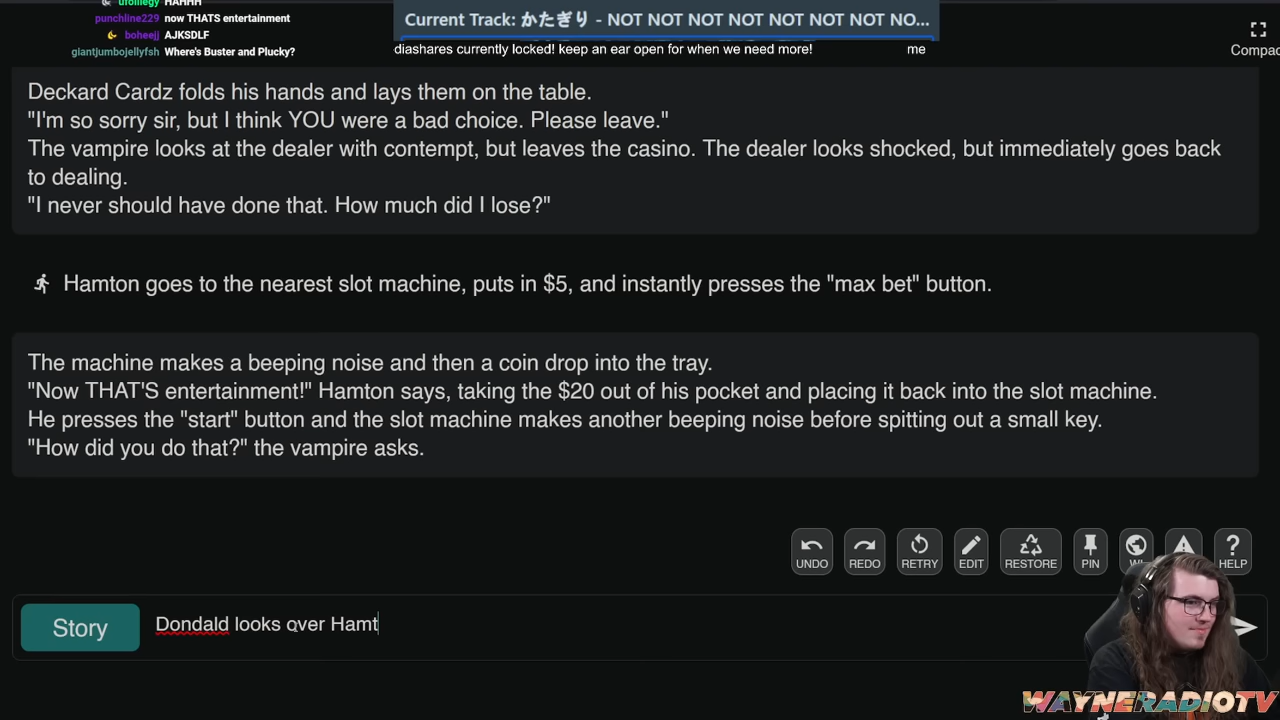 ufoillegy HAHHH
punchline229 now THATS entertainment
boheejj AJKSDLF
giantjumbojellyfsh Where's Buster and Plucky?
Current Track: かたぎり - NOT NOT NOT NOT NOT NOT NOT NO...
diashares currently locked! keep an ear open for when we need more! me
Compac
Deckard Cardz folds his hands and lays them on the table.
"I'm so sorry sir, but I think YOU were a bad choice. Please leave."
The vampire looks at the dealer with contempt, but leaves the casino. The dealer looks shocked, but immediately goes back
to dealing.
"I never should have done that. How much did I lose?"
Hamton goes to the nearest slot machine, puts in $5, and instantly presses the "max bet" button.
The machine makes a beeping noise and then a coin drop into the tray.
"Now THAT'S entertainment!" Hamton says, taking the $20 out of his pocket and placing it back into the slot machine.
He presses the "start" button and the slot machine makes another beeping noise before spitting out a small key.
"How did you do that?" the vampire asks.
UNDO REDO RETRY EDIT RESTORE PIN HELP
Story Dondald looks over Hamt
WAYNERADIOTV